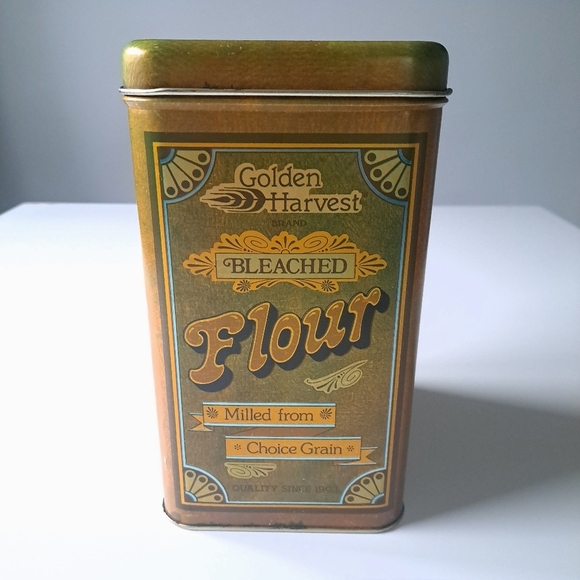 Golden
Harvest
BRAND
BLEACHED
Flour
Milled from
Choice Grain
QUALITY SINCE